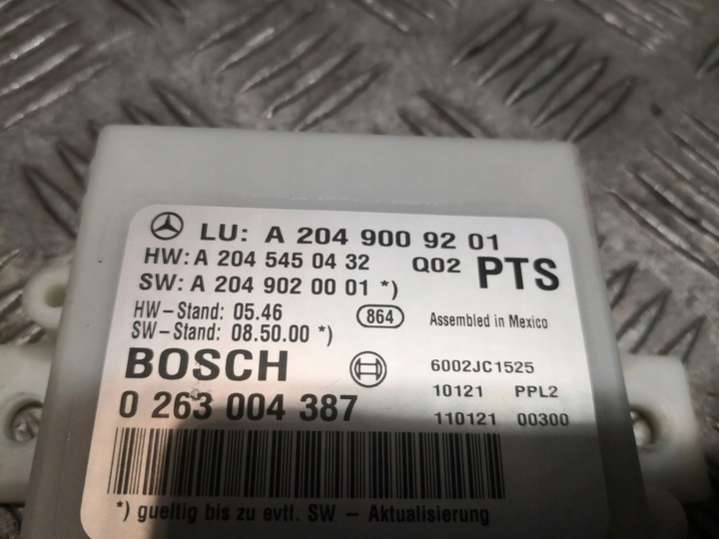 LU: A 204 900 92 01
HW: A 204 545 04 32 Q02 PTS
SW: A 204 902 00 01 *)
HW-Stand: 05.46 864 Assembled in Mexico
SW-Stand: 08.50.00 *)
BOSCH 6002JC1525
0 263 004 387 10121 PPL2
110121 00300
*) gueltig bis zu evtl. SW - Aktualisierung